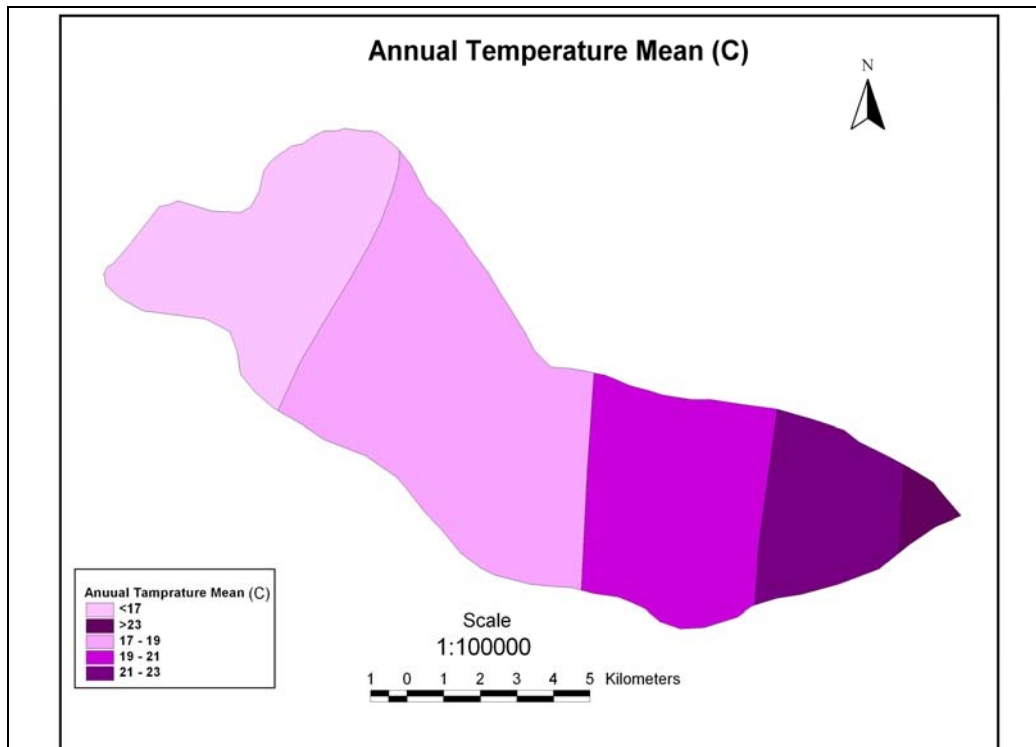 Annual Temperature Mean (C)
N
Anuual Tamprature Mean (C)
<17
>23
17 - 19
19 - 21
21 - 23
Scale
1:100000
1 0 1 2 3 4 5 Kilometers